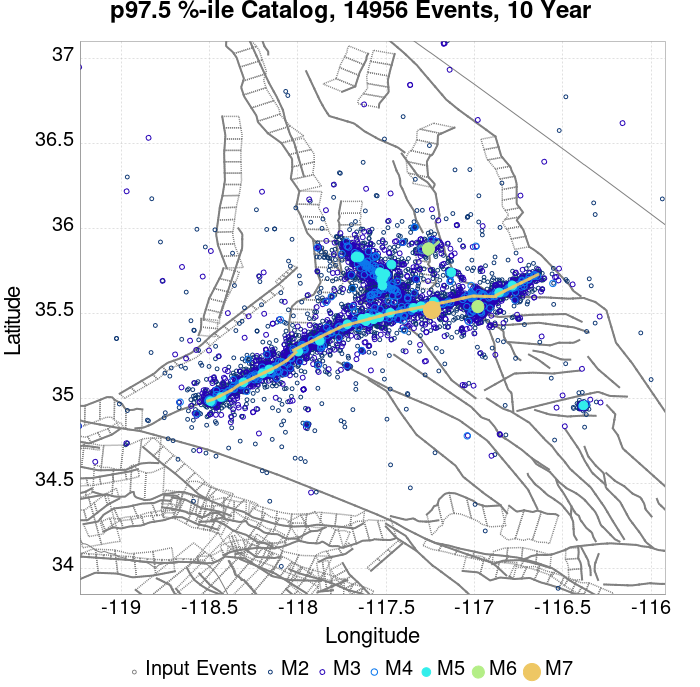 p97.5 %-ile Catalog, 14956 Events, 10 Year
37
36.5
36
35.5
35
34.5
34
Latitude
-119 -118.5 -118 -117.5 -117 -116.5 -116
Longitude
Input Events M2 M3 M4 M5 M6 M7